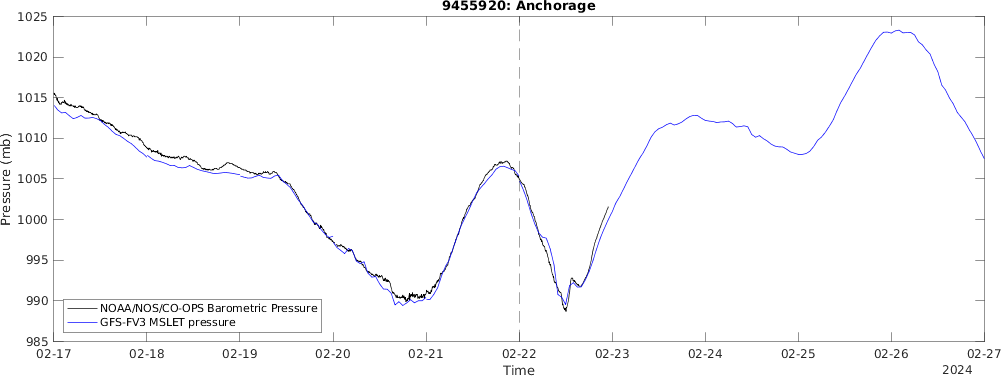 9455920: Anchorage
1025
1020
1015
1010
1005
1000
995
990
985
Pressure (mb)
NOAA/NOS/CO-OPS Barometric Pressure
GFS-FV3 MSLET pressure
02-17 02-18 02-19 02-20 02-21 02-22 02-23 02-24 02-25 02-26 02-27
Time
2024